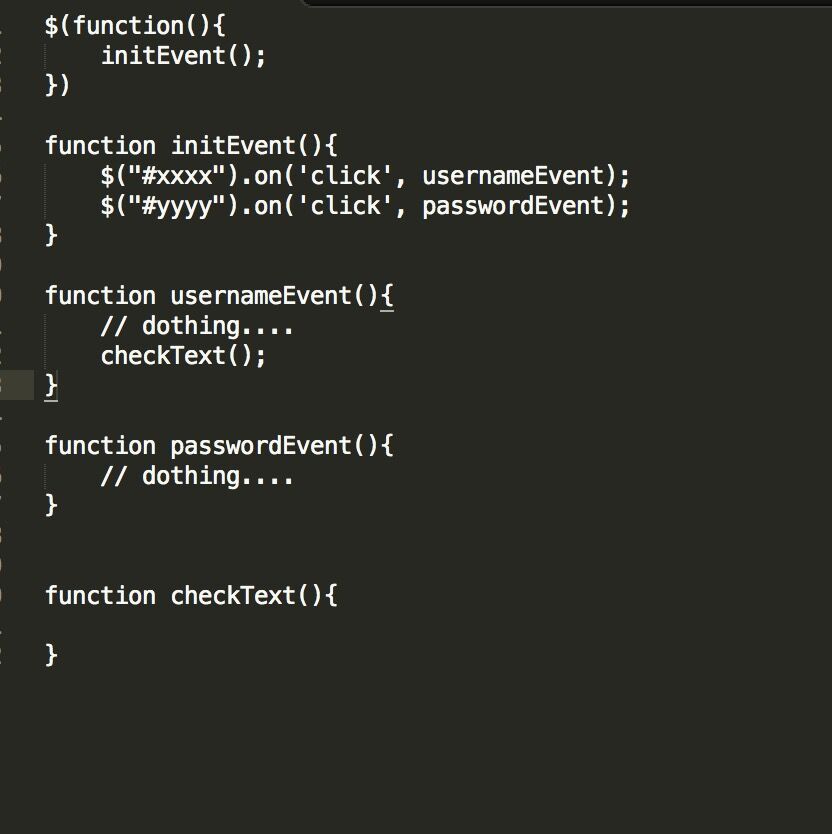 $(function(){
    initEvent();
})
function initEvent(){
    $("#xxxx").on('click', usernameEvent);
    $("#yyyy").on('click', passwordEvent);
}
function usernameEvent(){
    // dothing....
    checkText();
}
function passwordEvent(){
    // dothing....
}
function checkText(){
}